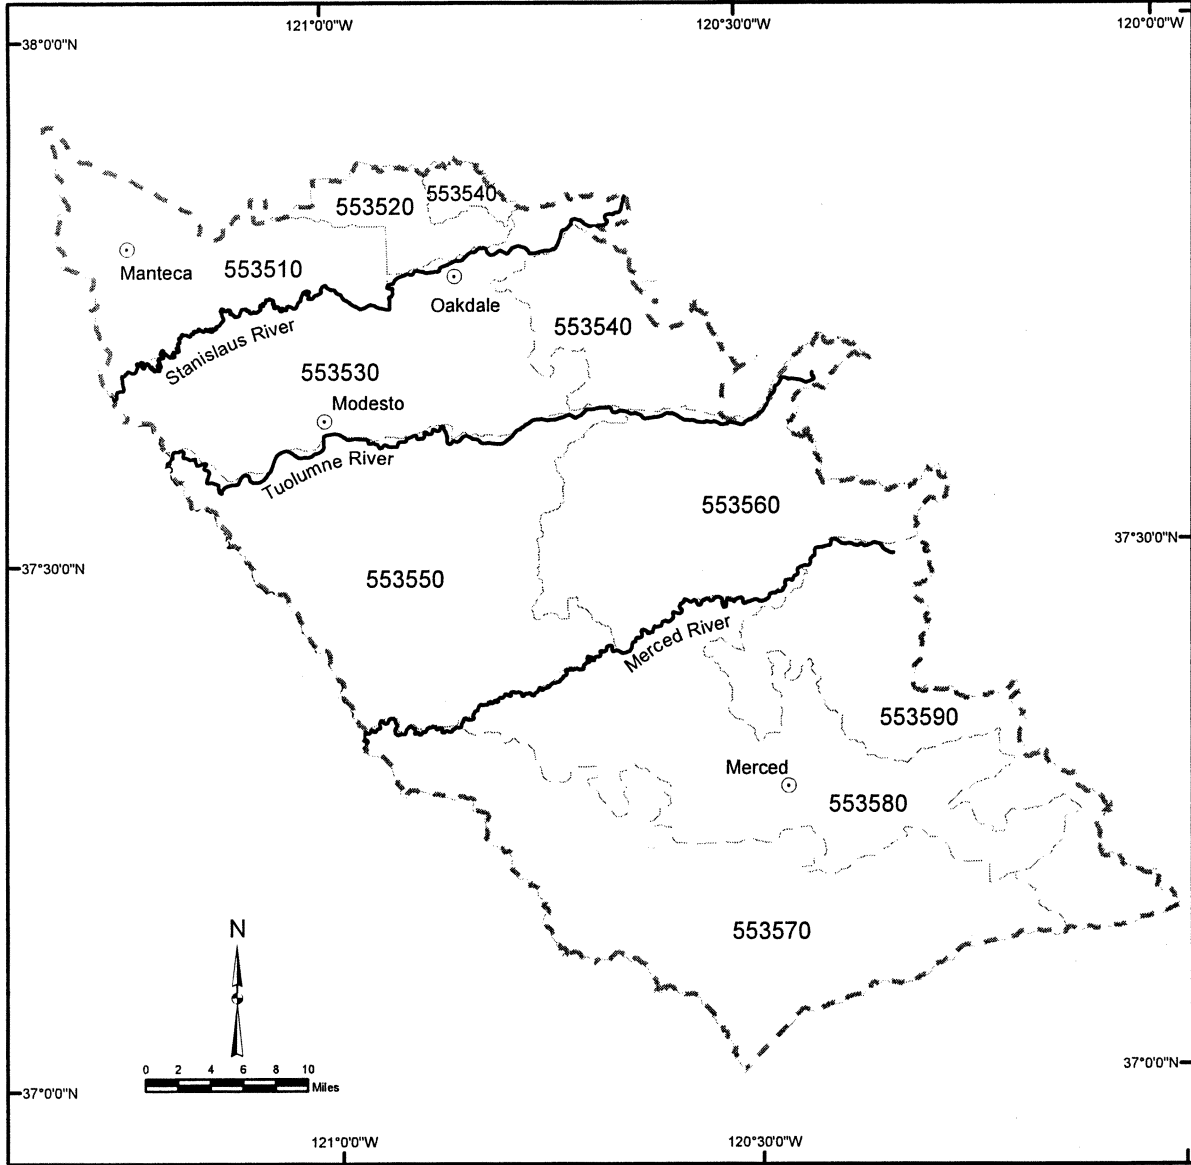 121°0'0"W
120°30'0"W
120°0'0"W
38°0'0"N
553520
553540
Manteca
553510
Oakdale
Stanislaus River
553540
553530
Modesto
Tuolumne River
553560
37°30'0"N
37°30'0"N
553550
Merced River
553590
Merced
553580
N
553570
0 2 4 6 8 10
Miles
37°0'0"N
37°0'0"N
121°0'0"W
120°30'0"W